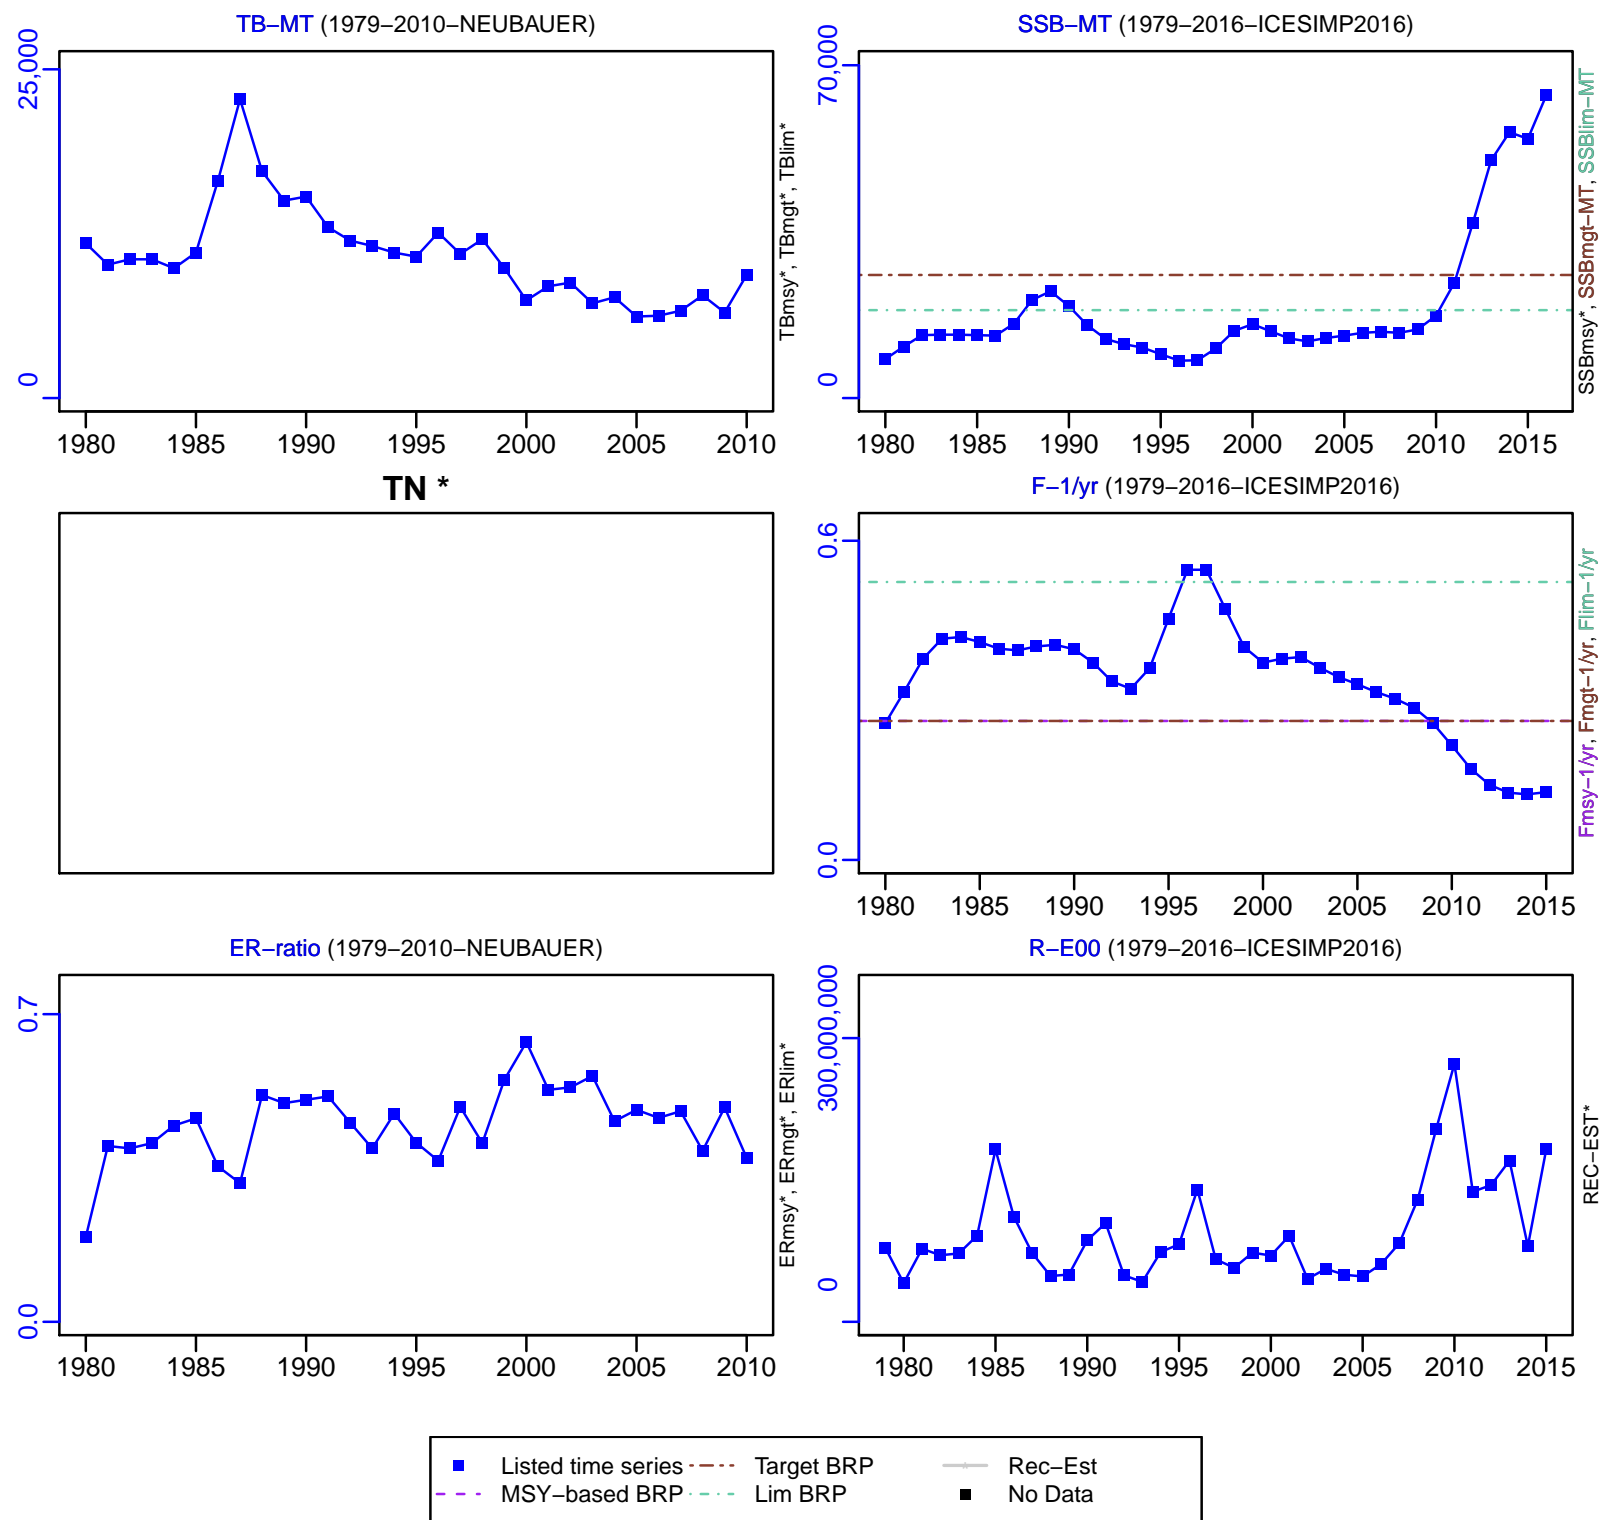 TB−MT (1979−2010−NEUBAUER)
25,000
0
TBmsy*, TBmgt*, TBlim*
1980 1985 1990 1995 2000 2005 2010
SSB−MT (1979−2016−ICESIMP2016)
70,000
0
SSBmsy*, SSBmgt−MT, SSBlim−MT
1980 1985 1990 1995 2000 2005 2010 2015
TN *
F−1/yr (1979−2016−ICESIMP2016)
0.6
0.0
Fmsy−1/yr, Fmgt−1/yr, Flim−1/yr
1980 1985 1990 1995 2000 2005 2010 2015
ER−ratio (1979−2010−NEUBAUER)
0.7
0.0
ERmsy*, ERmgt*, ERlim*
1980 1985 1990 1995 2000 2005 2010
R−E00 (1979−2016−ICESIMP2016)
300,000,000
0
REC−EST*
1980 1985 1990 1995 2000 2005 2010 2015
Listed time series Target BRP Rec−Est
MSY−based BRP Lim BRP No Data